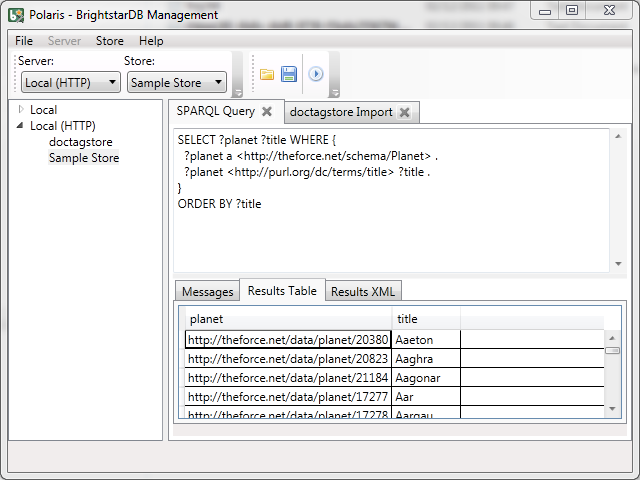 Polaris - BrightstarDB Management
File Server Store Help
Server: Store:
Local (HTTP) Sample Store
Local
Local (HTTP)
doctagstore
Sample Store
SPARQL Query doctagstore Import
SELECT ?planet ?title WHERE {
?planet a <http://theforce.net/schema/Planet> .
?planet <http://purl.org/dc/terms/title> ?title .
}
ORDER BY ?title
Messages Results Table Results XML
planet title
http://theforce.net/data/planet/20380 Aaeton
http://theforce.net/data/planet/20823 Aaghra
http://theforce.net/data/planet/21184 Aagonar
http://theforce.net/data/planet/17277 Aar
http://theforce.net/data/planet/17278 Aargau